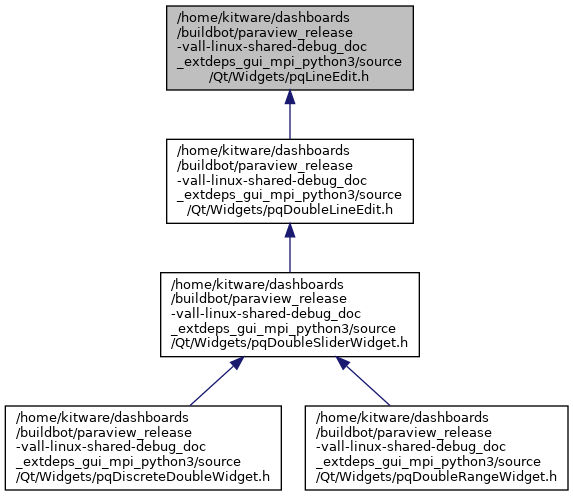 /home/kitware/dashboards
/buildbot/paraview_release
-vall-linux-shared-debug_doc
_extdeps_gui_mpi_python3/source
/Qt/Widgets/pqLineEdit.h
/home/kitware/dashboards
/buildbot/paraview_release
-vall-linux-shared-debug_doc
_extdeps_gui_mpi_python3/source
/Qt/Widgets/pqDoubleLineEdit.h
/home/kitware/dashboards
/buildbot/paraview_release
-vall-linux-shared-debug_doc
_extdeps_gui_mpi_python3/source
/Qt/Widgets/pqDoubleSliderWidget.h
/home/kitware/dashboards
/buildbot/paraview_release
-vall-linux-shared-debug_doc
_extdeps_gui_mpi_python3/source
/Qt/Widgets/pqDiscreteDoubleWidget.h
/home/kitware/dashboards
/buildbot/paraview_release
-vall-linux-shared-debug_doc
_extdeps_gui_mpi_python3/source
/Qt/Widgets/pqDoubleRangeWidget.h